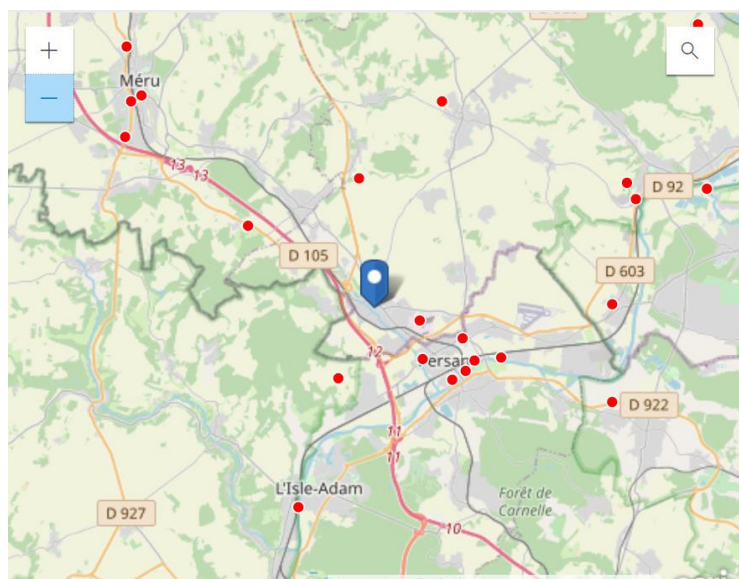 +
Méru
−
13
13
D 92
D 105
D 603
12
ersan
D 922
11
11
L'Isle-Adam
Forêt de
Carnelle
D 927
10